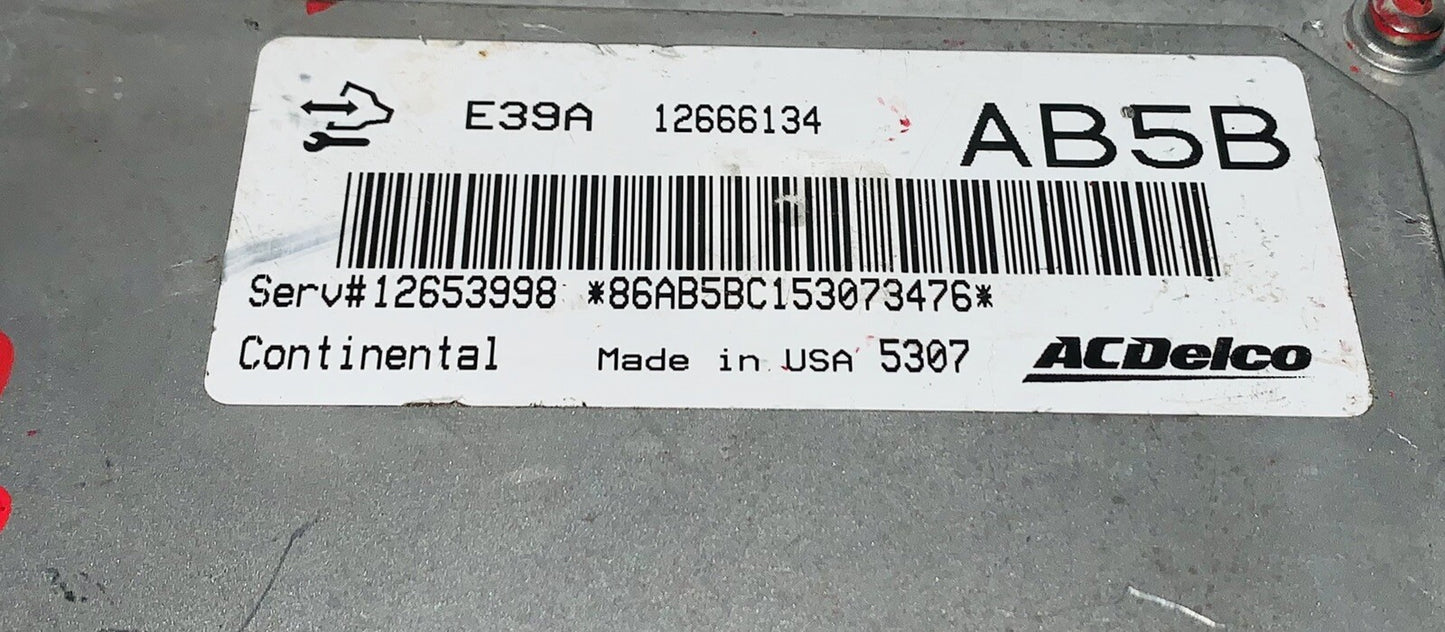 E39A 12666134 AB5B
Serv#12653998 *86AB5BC153073476*
Continental Made in USA 5307 ACDelco